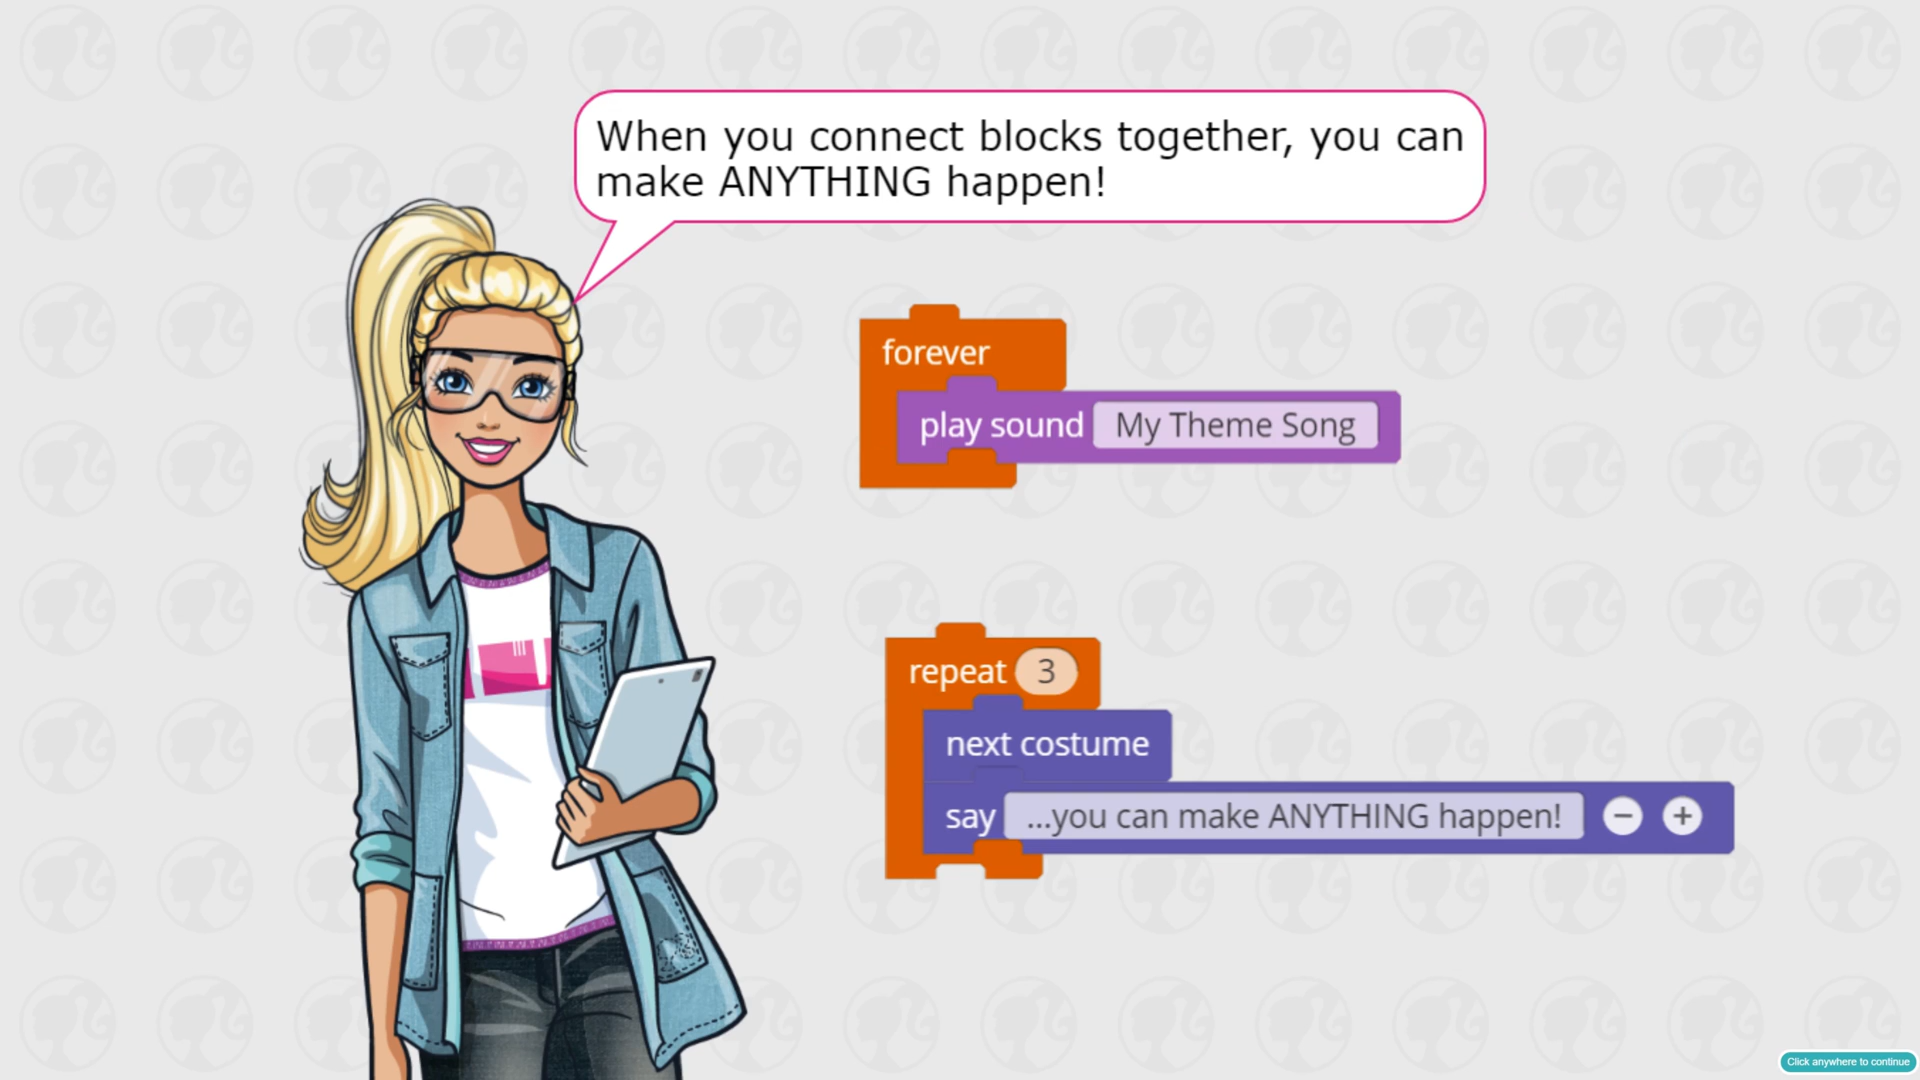 When you connect blocks together, you can
make ANYTHING happen!
forever
play sound My Theme Song
repeat 3
next costume
say ...you can make ANYTHING happen! − +
Click anywhere to continue